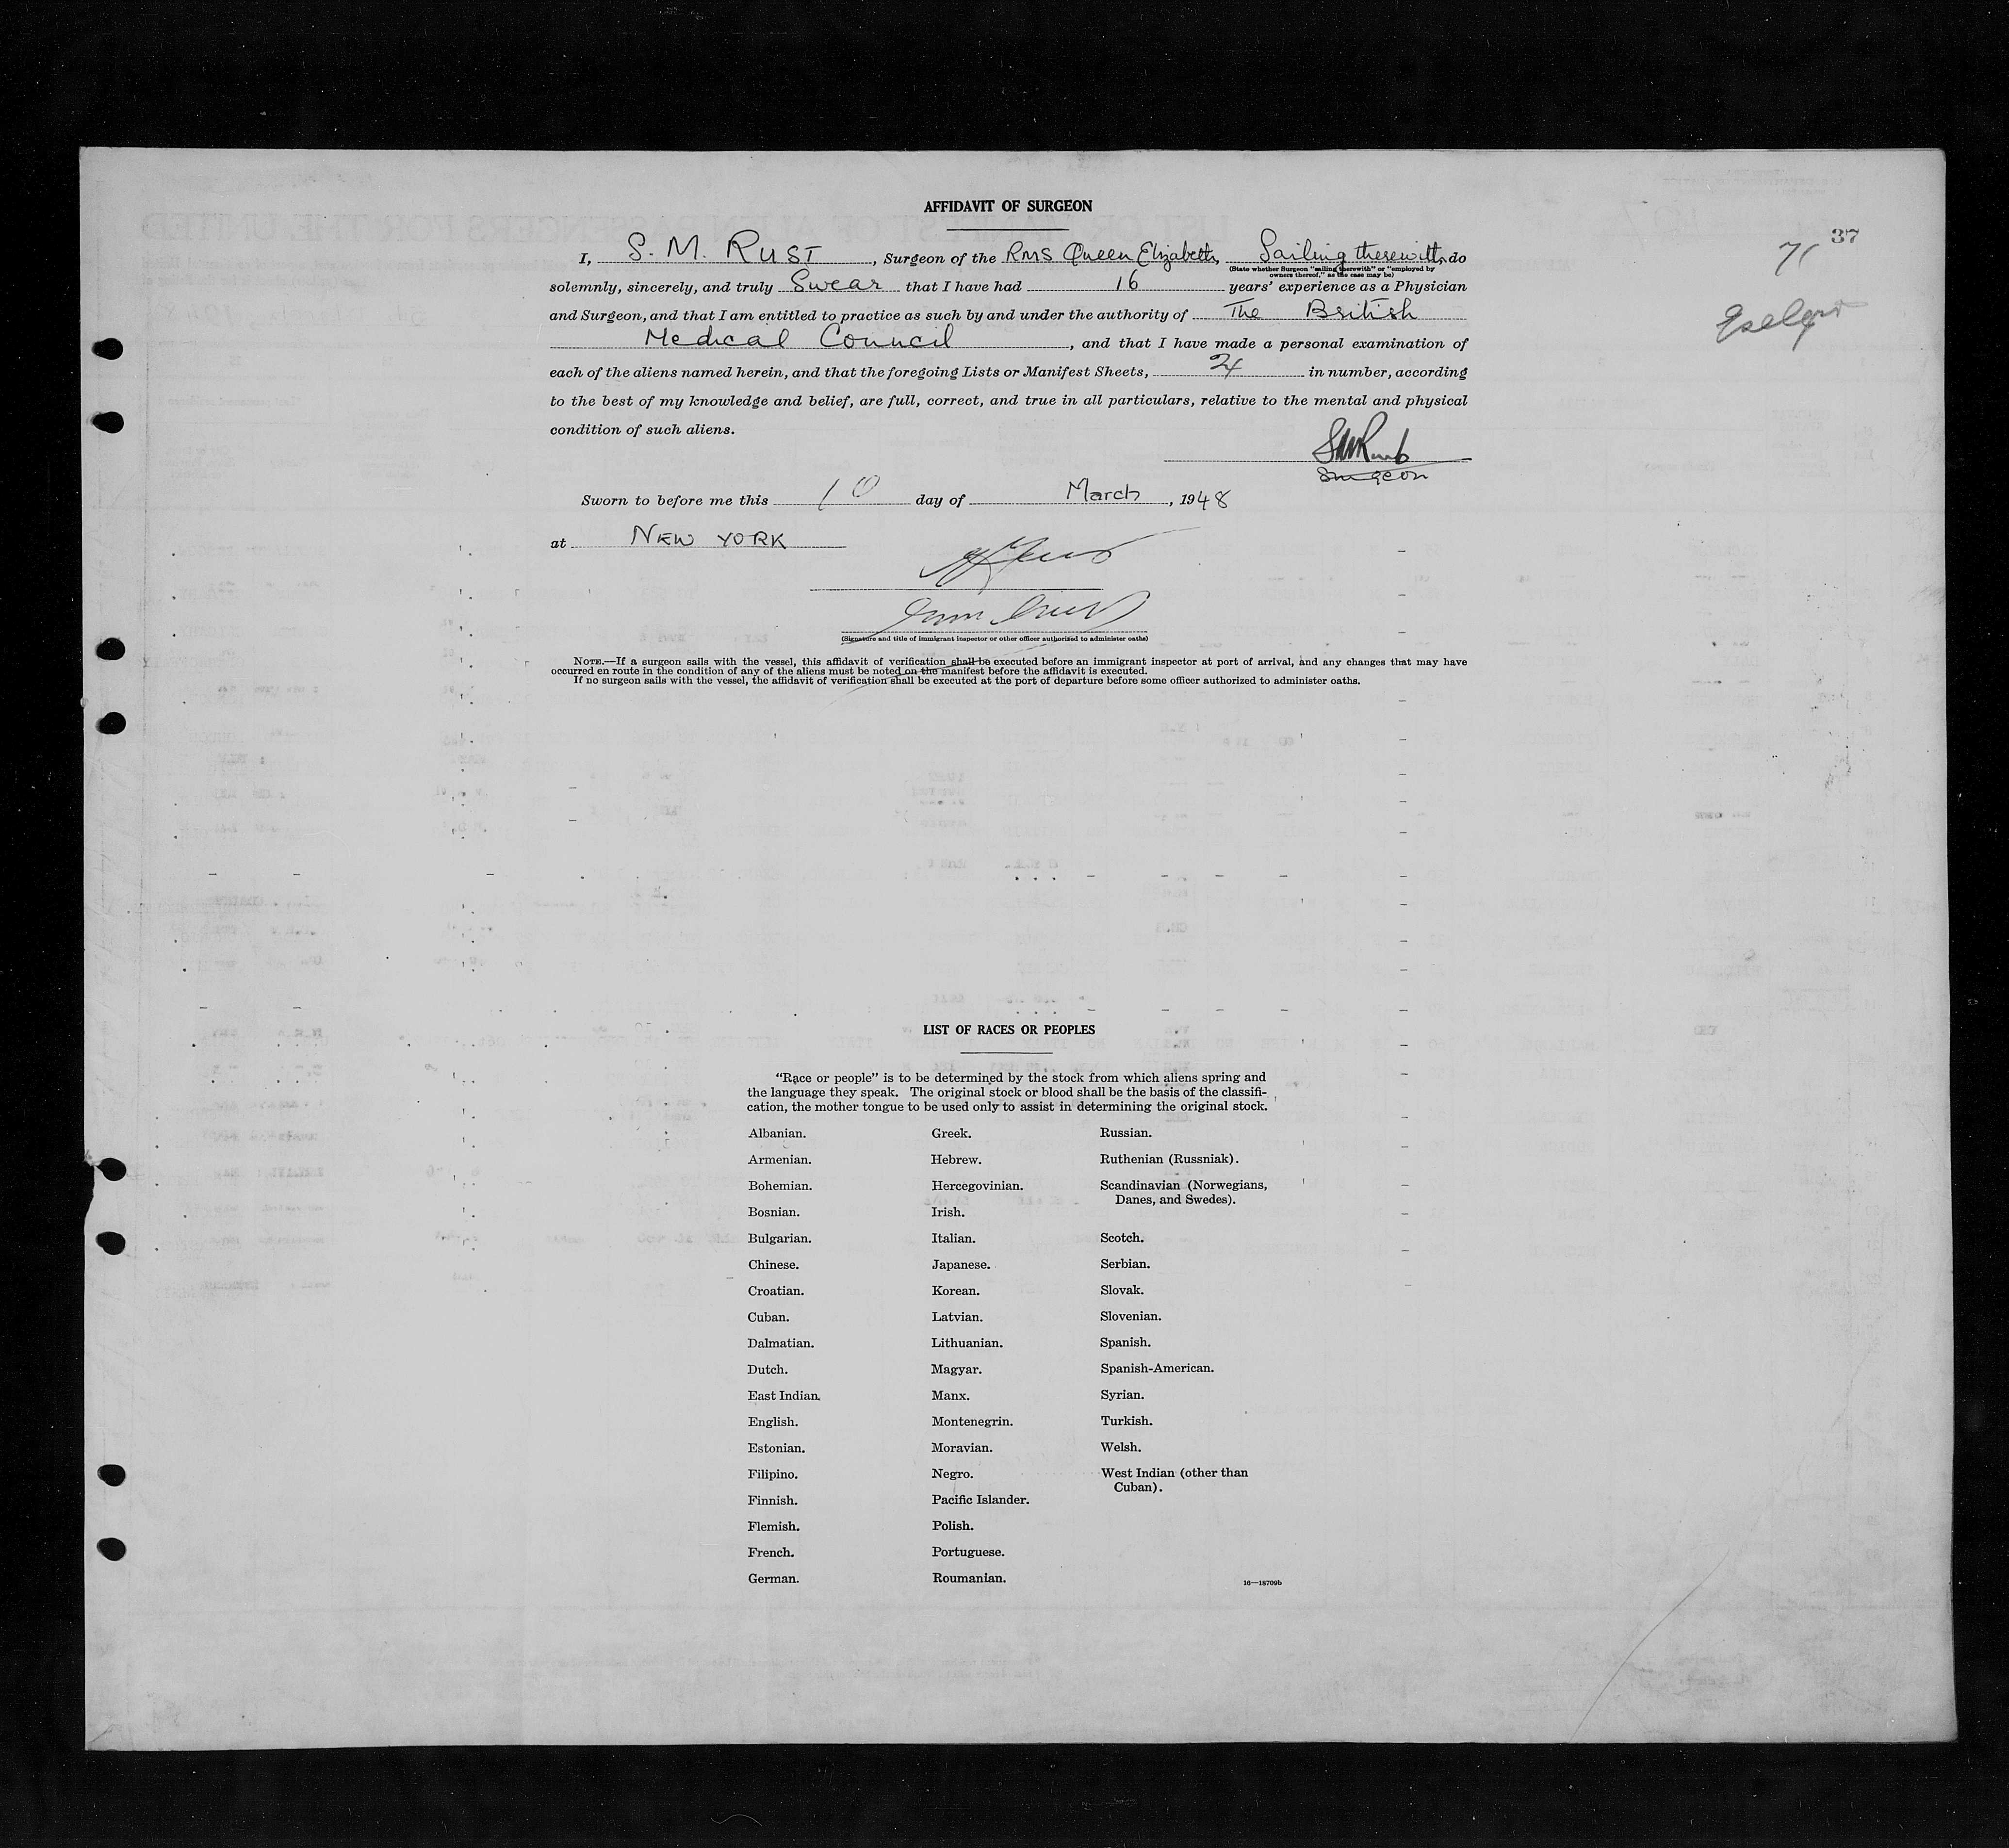 AFFIDAVIT OF SURGEON
37
71
I, S. M. RUST, Surgeon of the RMS Queen Elizabeth, Sailing therewith, do
(State whether Surgeon "sailing therewith" or "employed by
owners thereof," as the case may be)
solemnly, sincerely, and truly Swear that I have had 16 years' experience as a Physician
and Surgeon, and that I am entitled to practice as such by and under the authority of The British
Medical Council, and that I have made a personal examination of
each of the aliens named herein, and that the foregoing Lists or Manifest Sheets, in number, according
to the best of my knowledge and belief, are full, correct, and true in all particulars, relative to the mental and physical
condition of such aliens.
SMRust
Surgeon
Sworn to before me this 10 day of March, 1948
at NEW YORK
(Signature and title of immigrant inspector or other officer authorized to administer oaths)
NOTE.—If a surgeon sails with the vessel, this affidavit of verification shall be executed before an immigrant inspector at port of arrival, and any changes that may have
occurred en route in the condition of any of the aliens must be noted on the manifest before the affidavit is executed.
If no surgeon sails with the vessel, the affidavit of verification shall be executed at the port of departure before some officer authorized to administer oaths.
LIST OF RACES OR PEOPLES
"Race or people" is to be determined by the stock from which aliens spring and
the language they speak. The original stock or blood shall be the basis of the classifi-
cation, the mother tongue to be used only to assist in determining the original stock.
Albanian.
Armenian.
Bohemian.
Bosnian.
Bulgarian.
Chinese.
Croatian.
Cuban.
Dalmatian.
Dutch.
East Indian.
English.
Estonian.
Filipino.
Finnish.
Flemish.
French.
German.
Greek.
Hebrew.
Hercegovinian.
Irish.
Italian.
Japanese.
Korean.
Latvian.
Lithuanian.
Magyar.
Manx.
Montenegrin.
Moravian.
Negro.
Pacific Islander.
Polish.
Portuguese.
Roumanian.
Russian.
Ruthenian (Russniak).
Scandinavian (Norwegians,
Danes, and Swedes).
Scotch.
Serbian.
Slovak.
Slovenian.
Spanish.
Spanish-American.
Syrian.
Turkish.
Welsh.
West Indian (other than
Cuban).
16—18709b